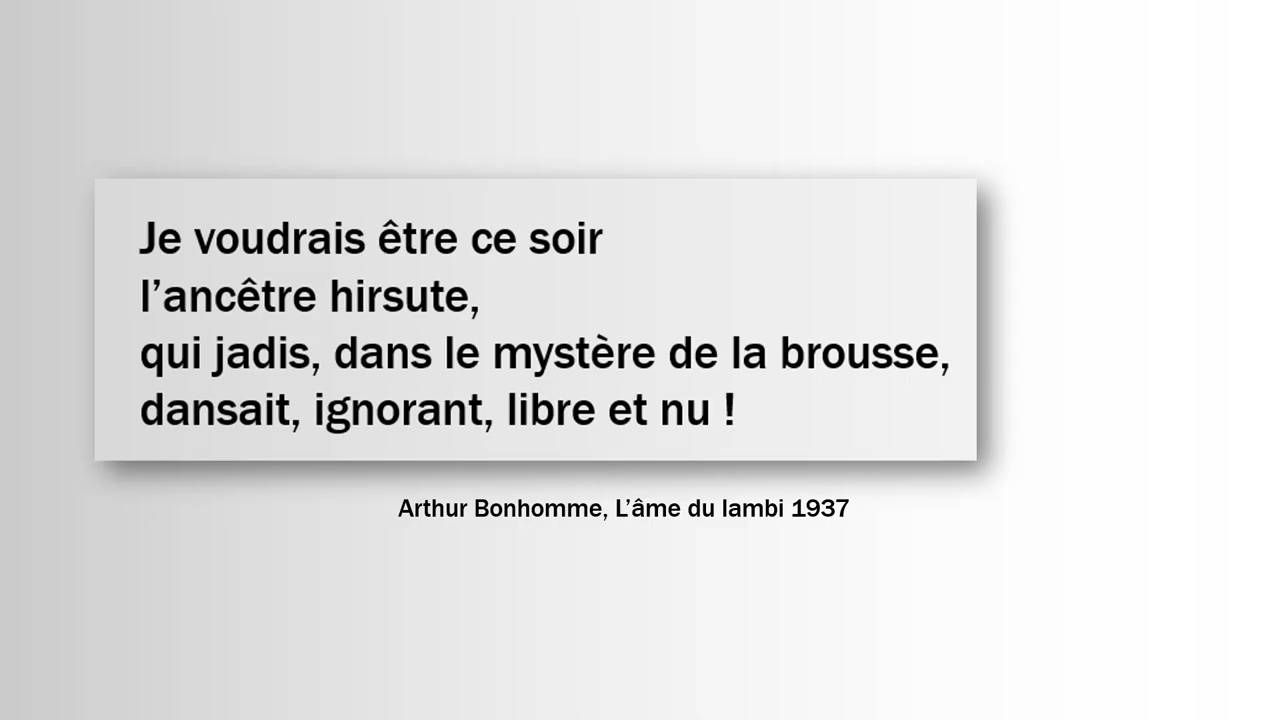 Je voudrais être ce soir
l’ancêtre hirsute,
qui jadis, dans le mystère de la brousse,
dansait, ignorant, libre et nu !
Arthur Bonhomme, L’âme du lambi 1937